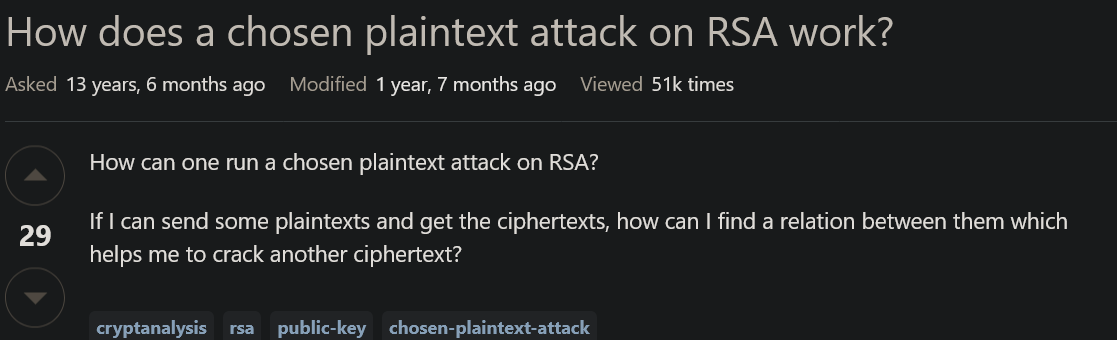 How does a chosen plaintext attack on RSA work?
Asked 13 years, 6 months ago Modified 1 year, 7 months ago Viewed 51k times
How can one run a chosen plaintext attack on RSA?
29
If I can send some plaintexts and get the ciphertexts, how can I find a relation between them which
helps me to crack another ciphertext?
cryptanalysis rsa public-key chosen-plaintext-attack